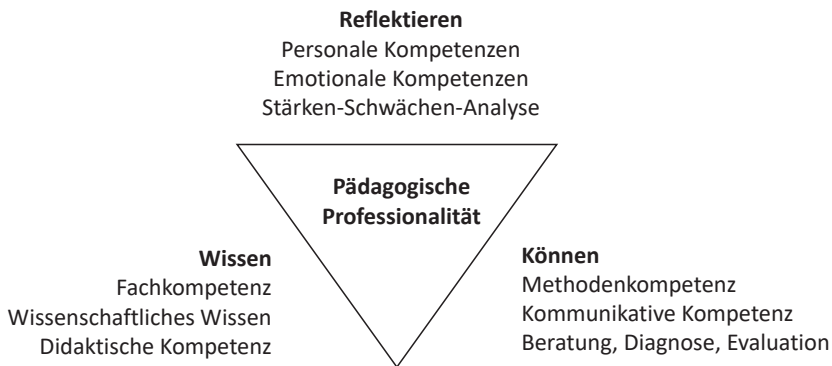 Reflektieren
Personale Kompetenzen
Emotionale Kompetenzen
Stärken-Schwächen-Analyse
Pädagogische
Professionalität
Wissen
Fachkompetenz
Wissenschaftliches Wissen
Didaktische Kompetenz
Können
Methodenkompetenz
Kommunikative Kompetenz
Beratung, Diagnose, Evaluation